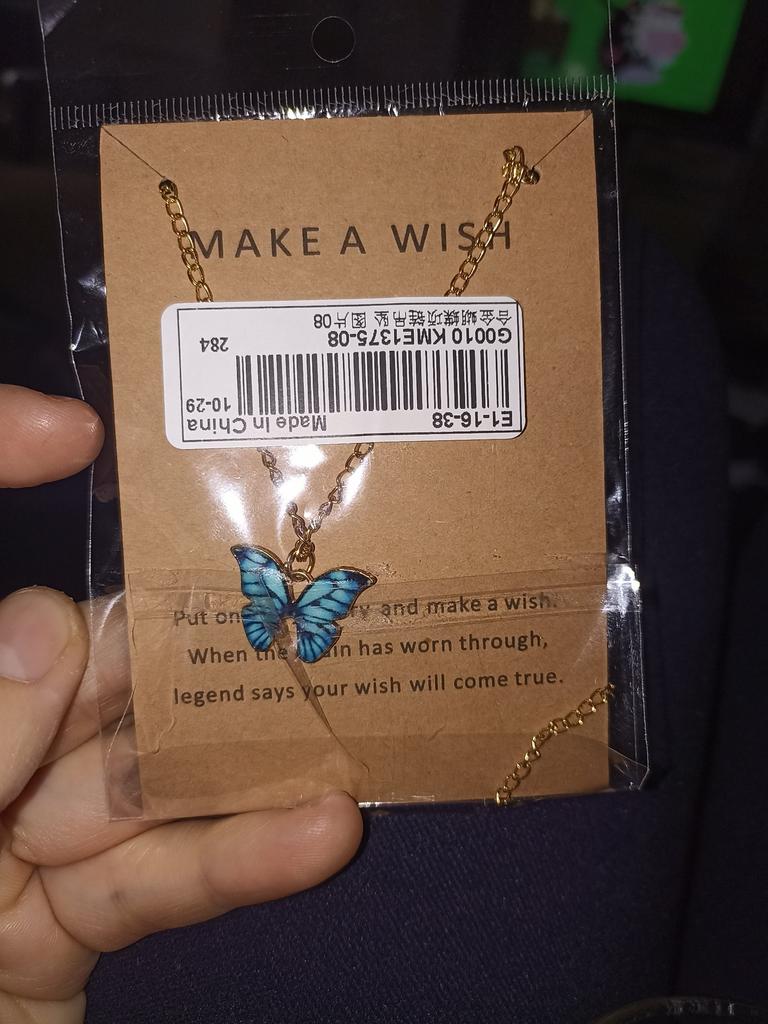 MAKE A WISH
E1-16-38 Made In China
10-29
G0010 KME1375-08 284
合金蝴蝶项链吊坠 图片08
Put on ry and make a wish.
When the ain has worn through,
legend says your wish will come true.